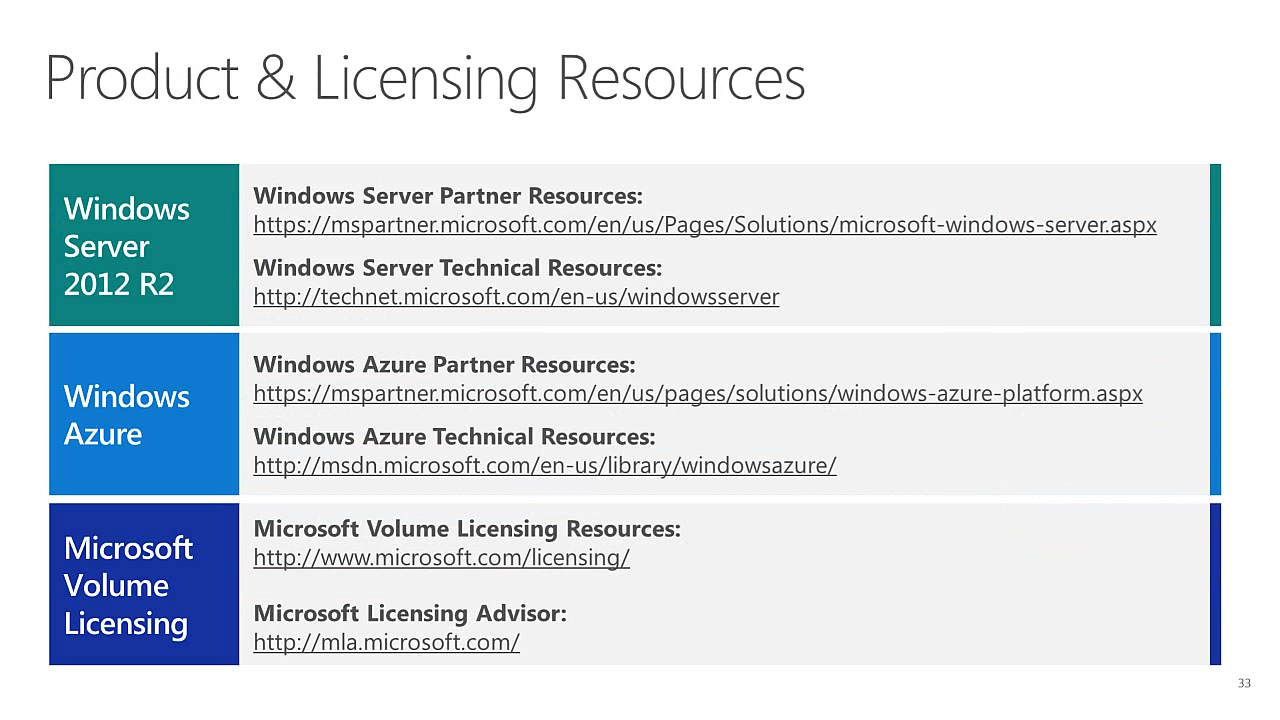 Product & Licensing Resources
Windows
Server
2012 R2
Windows Server Partner Resources:
https://mspartner.microsoft.com/en/us/Pages/Solutions/microsoft-windows-server.aspx
Windows Server Technical Resources:
http://technet.microsoft.com/en-us/windowsserver
Windows
Azure
Windows Azure Partner Resources:
https://mspartner.microsoft.com/en/us/pages/solutions/windows-azure-platform.aspx
Windows Azure Technical Resources:
http://msdn.microsoft.com/en-us/library/windowsazure/
Microsoft
Volume
Licensing
Microsoft Volume Licensing Resources:
http://www.microsoft.com/licensing/
Microsoft Licensing Advisor:
http://mla.microsoft.com/
33